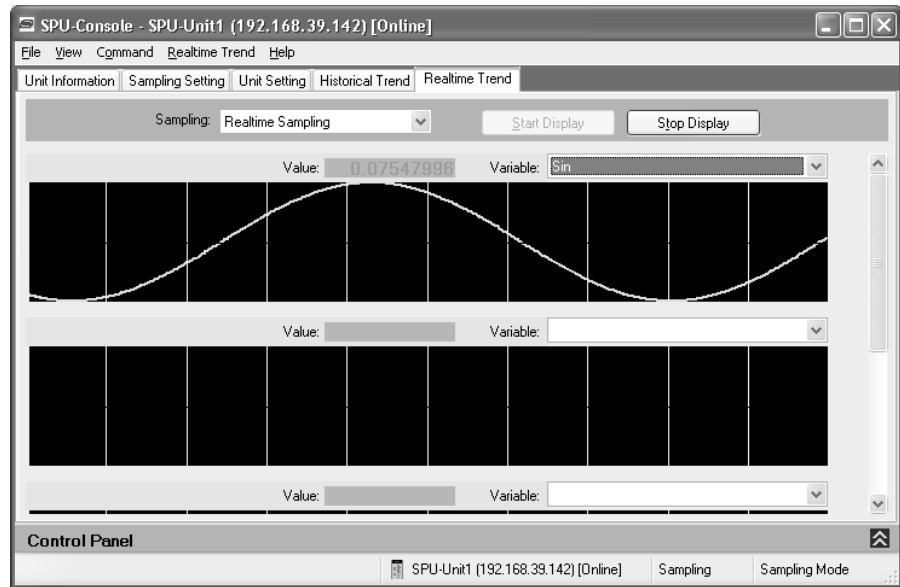 SPU-Console - SPU-Unit1 (192.168.39.142) [Online]
File View Command Realtime Trend Help
Unit Information Sampling Setting Unit Setting Historical Trend Realtime Trend
Sampling: Realtime Sampling Start Display Stop Display
Value: 0.07547996 Variable: Sin
Value: Variable:
Value: Variable:
Control Panel
SPU-Unit1 (192.168.39.142) [Online] Sampling Sampling Mode